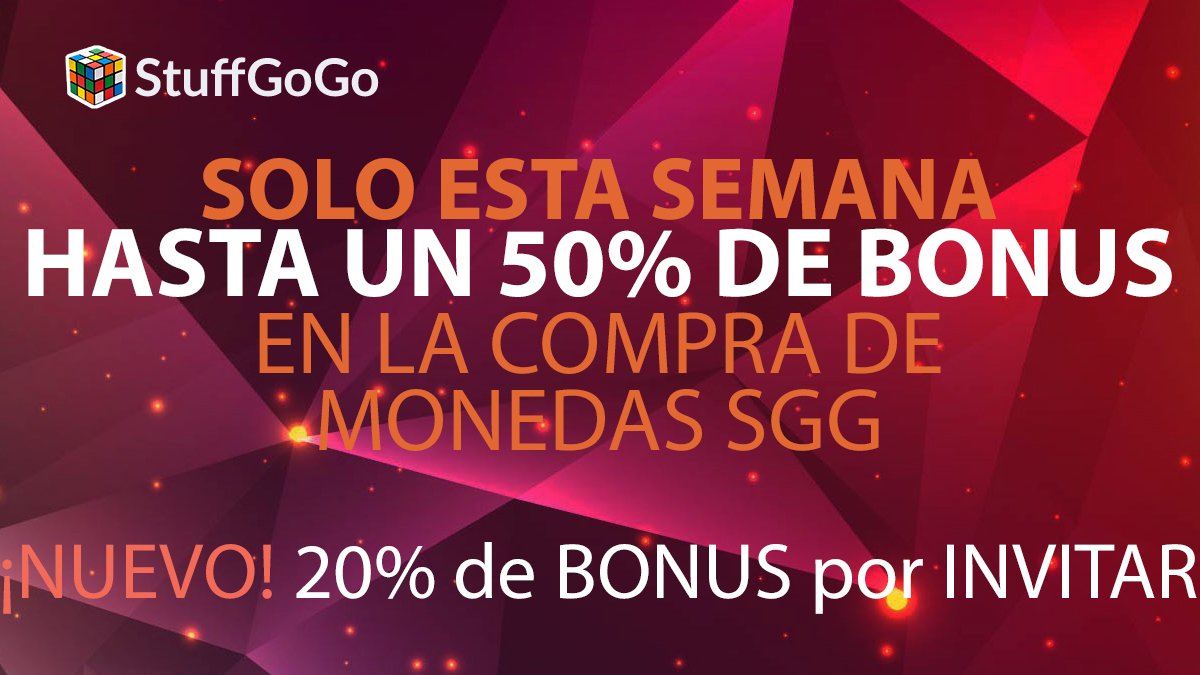 StuffGoGo
SOLO ESTA SEMANA
HASTA UN 50% DE BONUS
EN LA COMPRA DE
MONEDAS SGG
¡NUEVO! 20% de BONUS por INVITAR